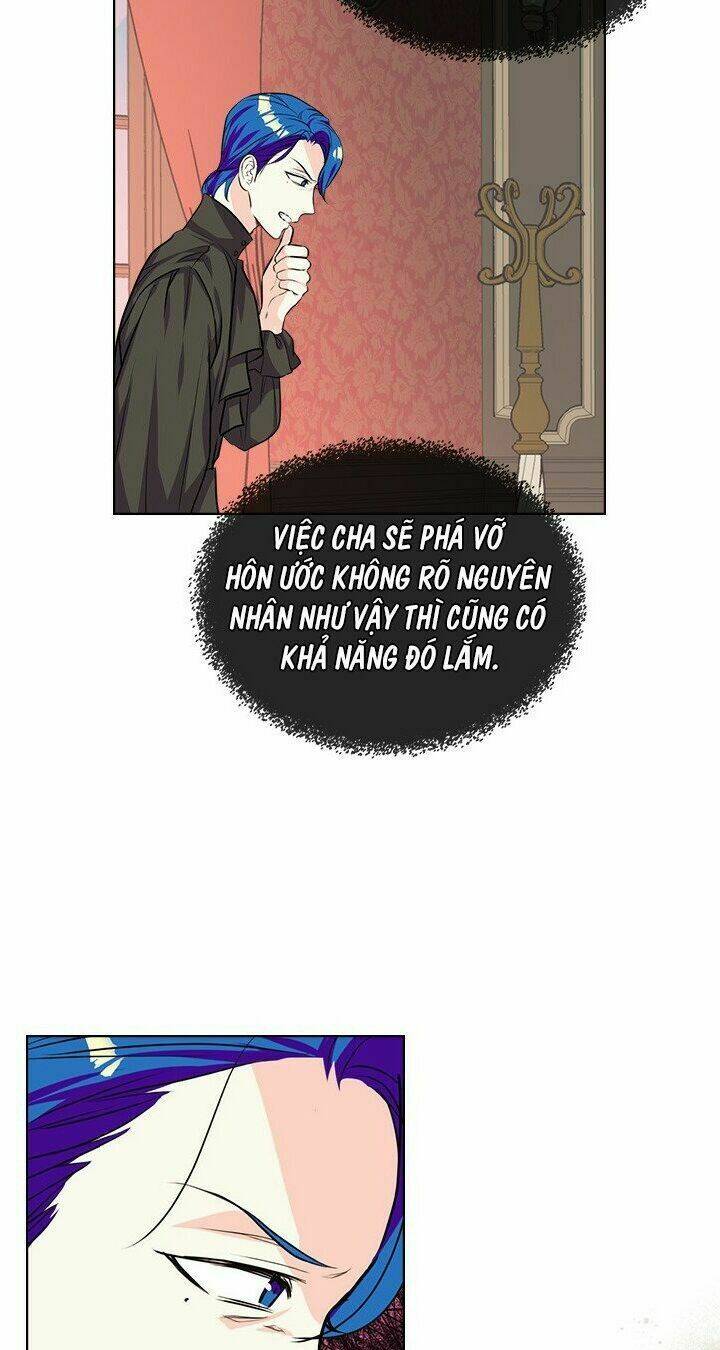 VIỆC CHA SẼ PHÁ VỠ
HÔN ƯỚC KHÔNG RÕ NGUYÊN
NHÂN NHƯ VẬY THÌ CŨNG CÓ
KHẢ NĂNG ĐÓ LẮM.